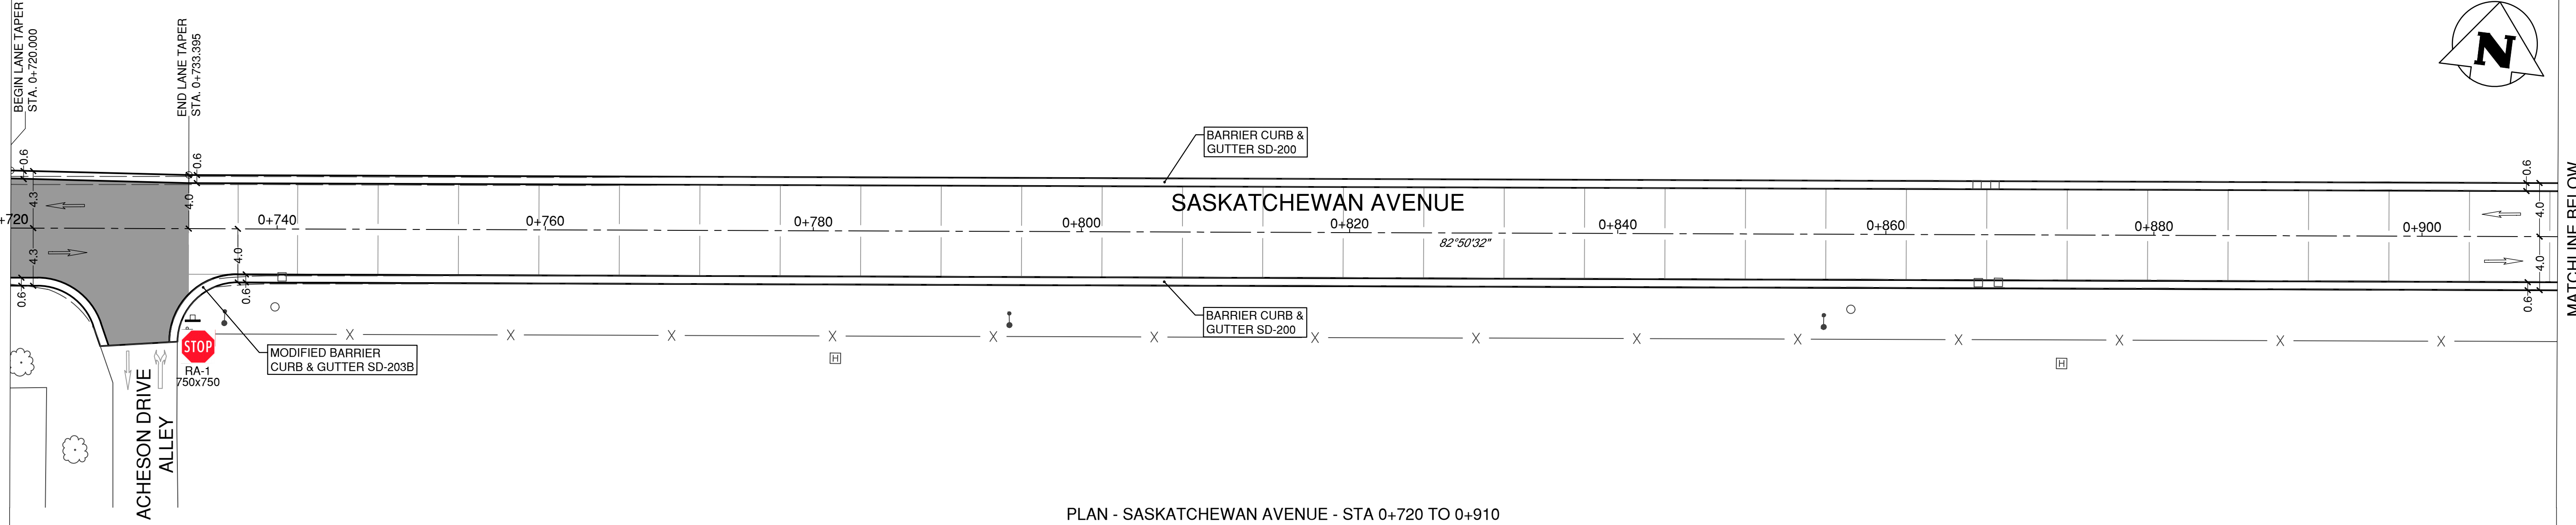 BEGIN LANE TAPER
STA. 0+720.000
END LANE TAPER
STA. 0+733.395
N
BARRIER CURB &
GUTTER SD-200
0.6
0.6
0.6
4.3
4.0
4.0
SASKATCHEWAN AVENUE
+720
0+740
0+760
0+780
0+800
0+820
0+840
0+860
0+880
0+900
82°50'32"
4.3
4.0
4.0
0.6
0.6
0.6
MATCHLINE BELOW
BARRIER CURB &
GUTTER SD-200
X X X X X X X X X X X X X X
STOP
RA-1
750x750
MODIFIED BARRIER
CURB & GUTTER SD-203B
H
H
ACHESON DRIVE
ALLEY
PLAN - SASKATCHEWAN AVENUE - STA 0+720 TO 0+910